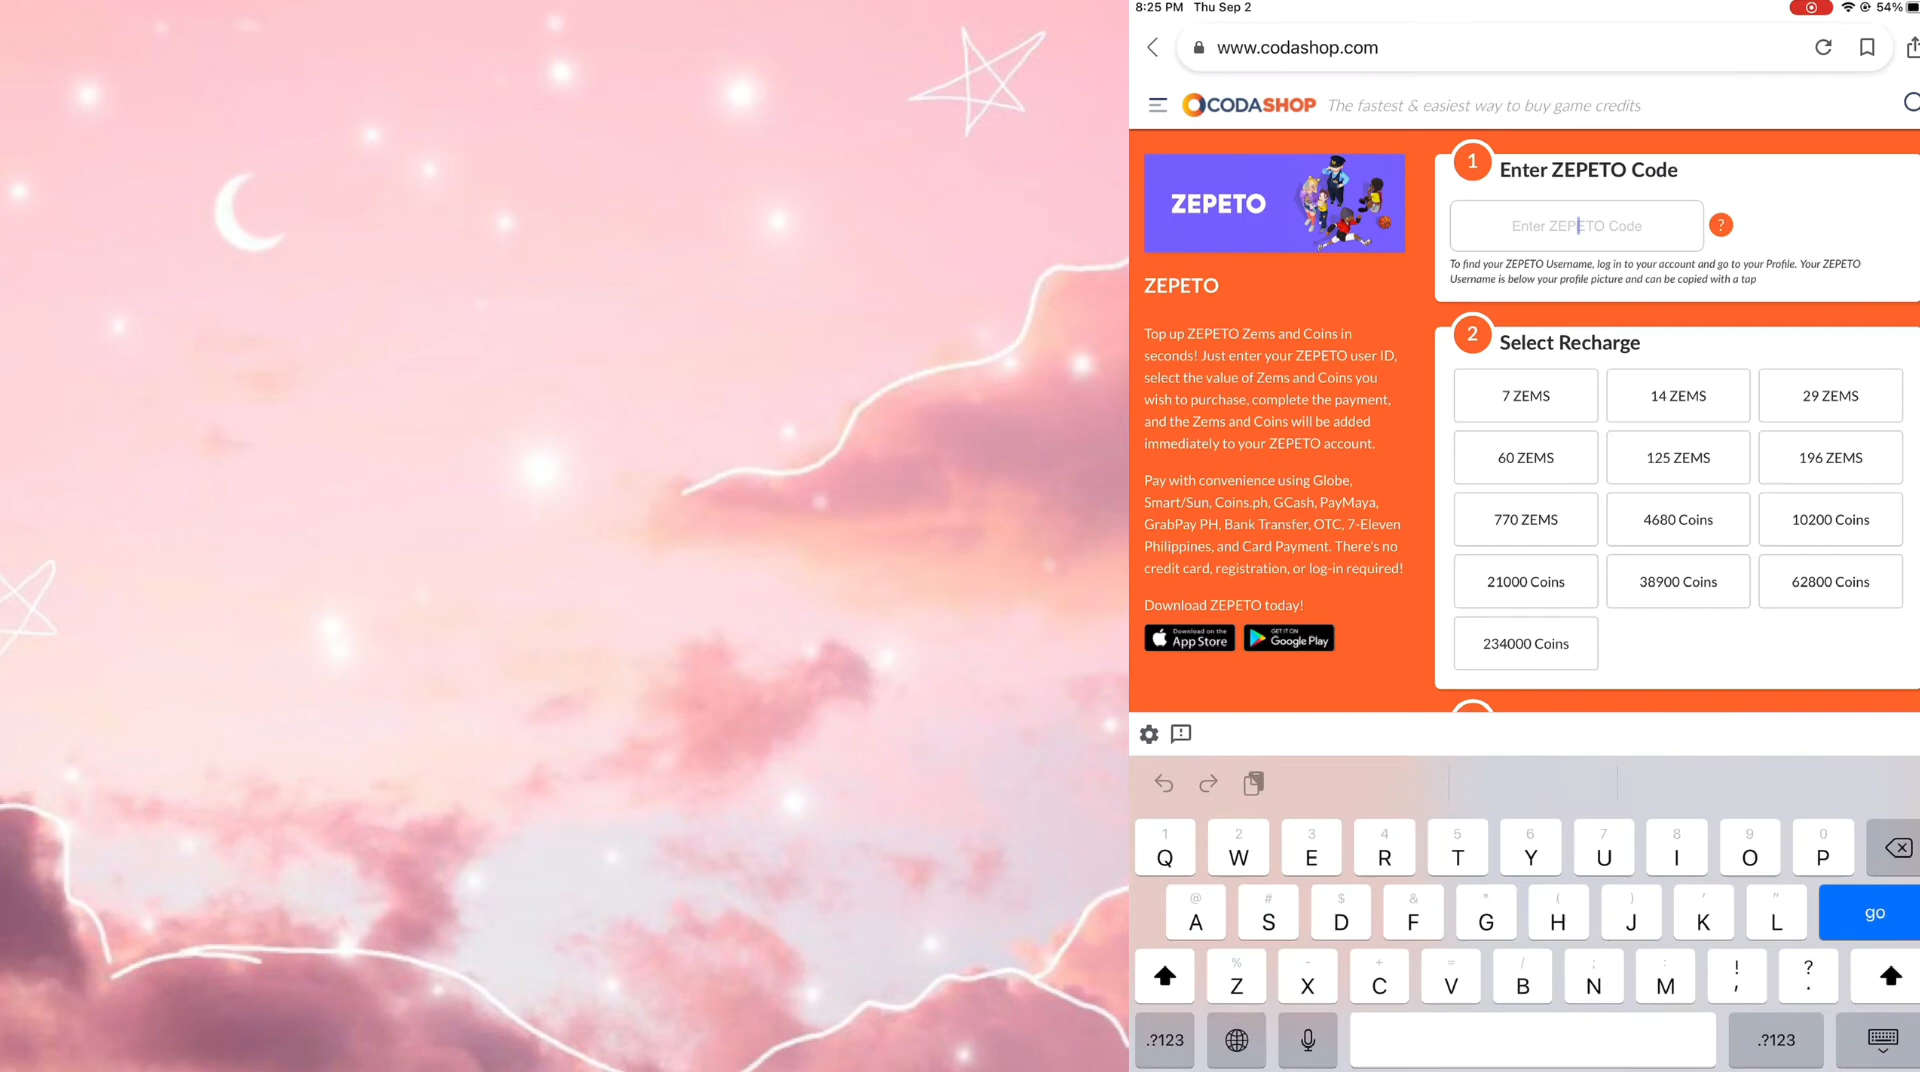 8:25 PM Thu Sep 2
54%
www.codashop.com
CODASHOP The fastest & easiest way to buy game credits
ZEPETO
ZEPETO
Top up ZEPETO Zems and Coins in
seconds! Just enter your ZEPETO user ID,
select the value of Zems and Coins you
wish to purchase, complete the payment,
and the Zems and Coins will be added
immediately to your ZEPETO account.
Pay with convenience using Globe,
Smart/Sun, Coins.ph, GCash, PayMaya,
GrabPay PH, Bank Transfer, OTC, 7-Eleven
Philippines, and Card Payment. There's no
credit card, registration, or log-in required!
Download ZEPETO today!
Download on the
App Store
GET IT ON
Google Play
1 Enter ZEPETO Code
Enter ZEPETO Code ?
To find your ZEPETO Username, log in to your account and go to your Profile. Your ZEPETO
Username is below your profile picture and can be copied with a tap
2 Select Recharge
7 ZEMS 14 ZEMS 29 ZEMS
60 ZEMS 125 ZEMS 196 ZEMS
770 ZEMS 4680 Coins 10200 Coins
21000 Coins 38900 Coins 62800 Coins
234000 Coins
1 2 3 4 5 6 7 8 9 0
Q W E R T Y U I O P
@ # $ & * ( ) ' "
A S D F G H J K L go
% - + = / ; : ! ?
Z X C V B N M , .
.?123 .?123